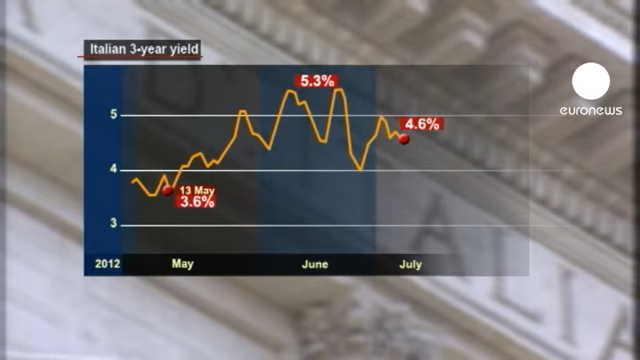 Italian 3-year yield
5.3%
euronews
5
4.6%
4
13 May
3.6%
3
2012 May June July
ALI